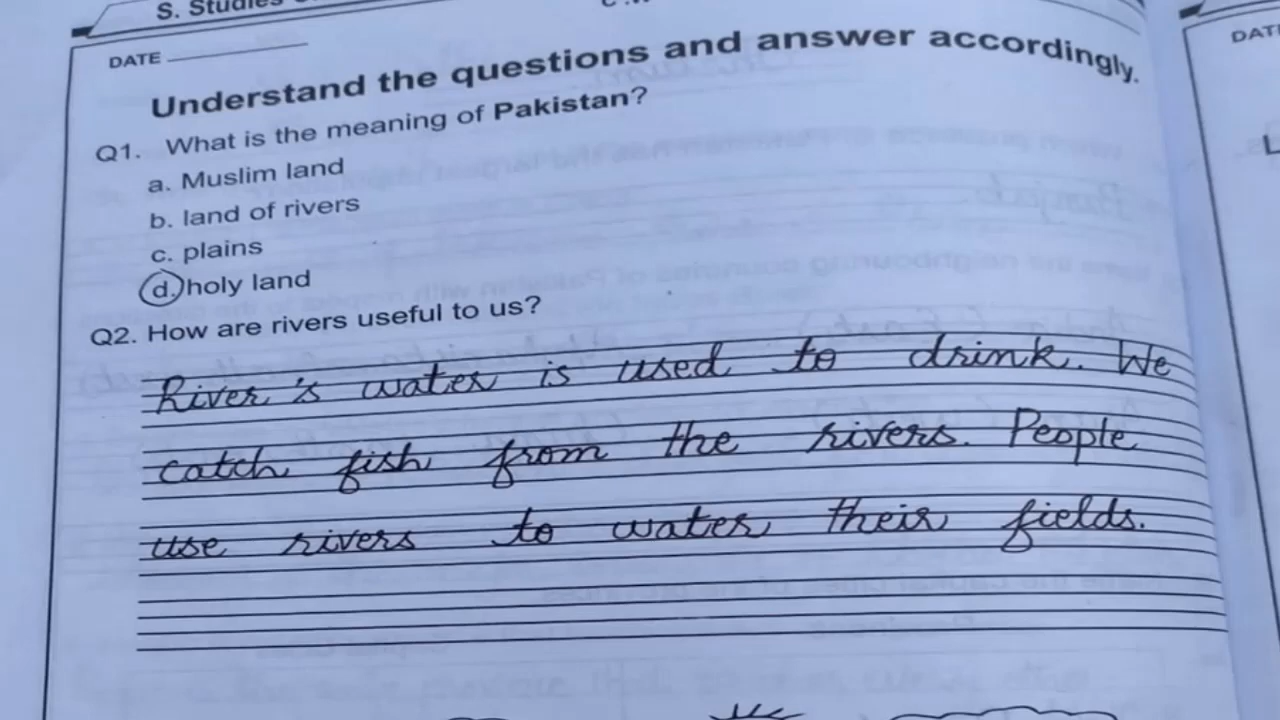 S. Studies
DATE
Understand the questions and answer accordingly.
Q1. What is the meaning of Pakistan?
a. Muslim land
b. land of rivers
c. plains
d. holy land
Q2. How are rivers useful to us?
River's water is used to drink. We
catch fish from the rivers. People
use rivers to water their fields.